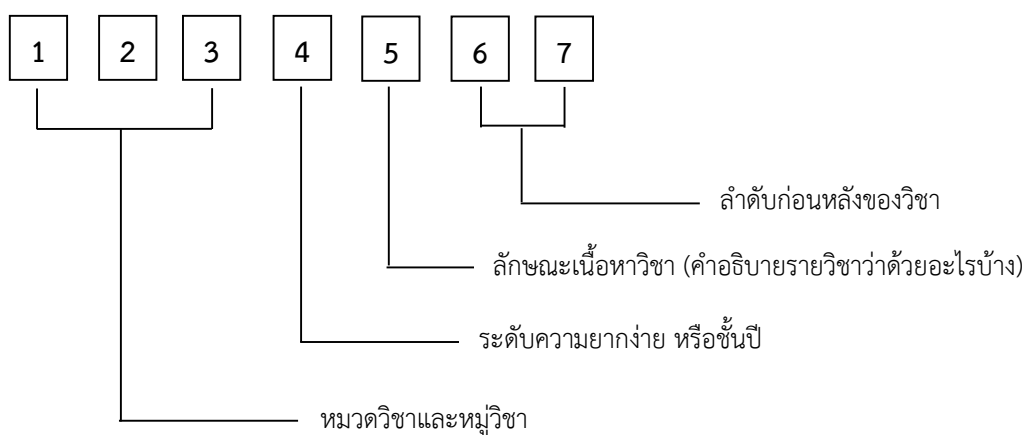 1 2 3 4 5 6 7
ลำดับก่อนหลังของวิชา
ลักษณะเนื้อหาวิชา (คำอธิบายรายวิชาว่าด้วยอะไรบ้าง)
ระดับความยากง่าย หรือชั้นปี
หมวดวิชาและหมู่วิชา